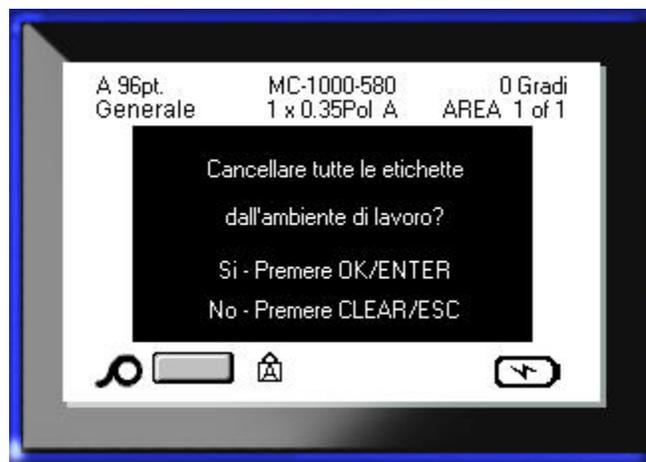 A 96pt. MC-1000-580 0 Gradi
Generale 1 x 0.35Pol A AREA 1 of 1
Cancellare tutte le etichette
dall'ambiente di lavoro?
Si - Premere OK/ENTER
No - Premere CLEAR/ESC
A